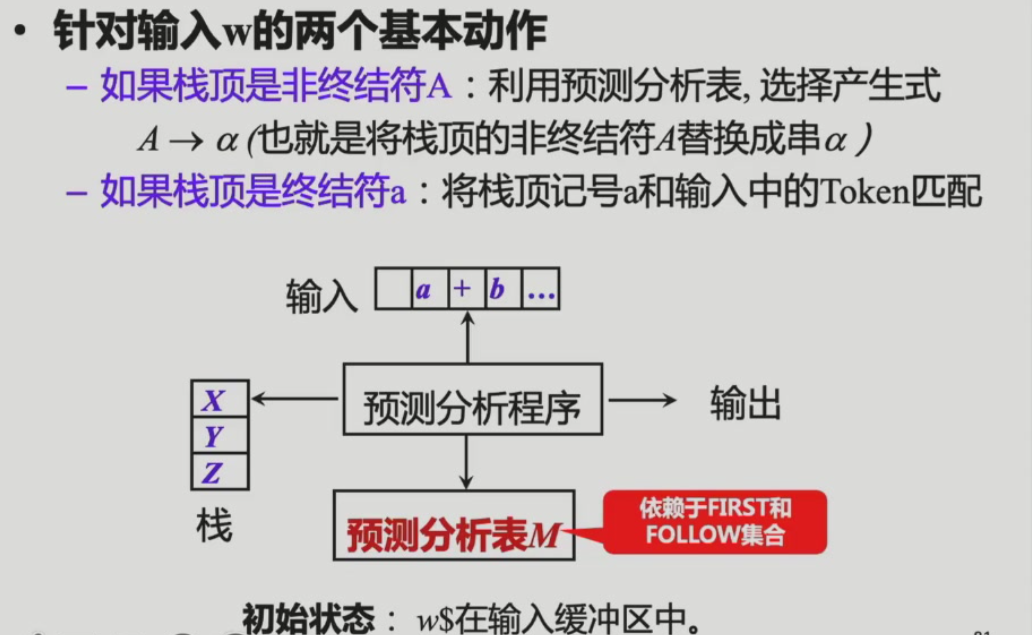 • 针对输入w的两个基本动作
– 如果栈顶是非终结符A：利用预测分析表, 选择产生式
A → α (也就是将栈顶的非终结符A替换成串α )
– 如果栈顶是终结符a：将栈顶记号a和输入中的Token匹配
输入 a + b ...
X
Y
Z
栈
预测分析程序
输出
预测分析表M
依赖于FIRST和
FOLLOW集合
初始状态： w$在输入缓冲区中。